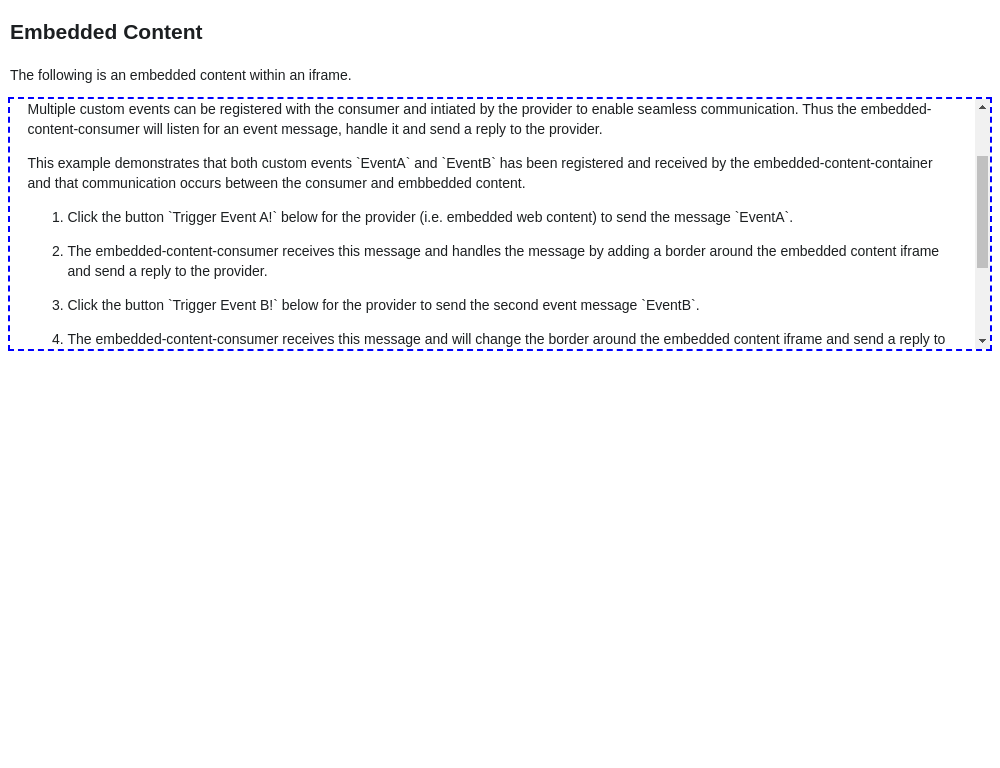 Embedded Content
The following is an embedded content within an iframe.
Multiple custom events can be registered with the consumer and intiated by the provider to enable seamless communication. Thus the embedded-
content-consumer will listen for an event message, handle it and send a reply to the provider.
This example demonstrates that both custom events `EventA` and `EventB` has been registered and received by the embedded-content-container
and that communication occurs between the consumer and embbedded content.
1. Click the button `Trigger Event A!` below for the provider (i.e. embedded web content) to send the message `EventA`.
2. The embedded-content-consumer receives this message and handles the message by adding a border around the embedded content iframe
and send a reply to the provider.
3. Click the button `Trigger Event B!` below for the provider to send the second event message `EventB`.
4. The embedded-content-consumer receives this message and will change the border around the embedded content iframe and send a reply to